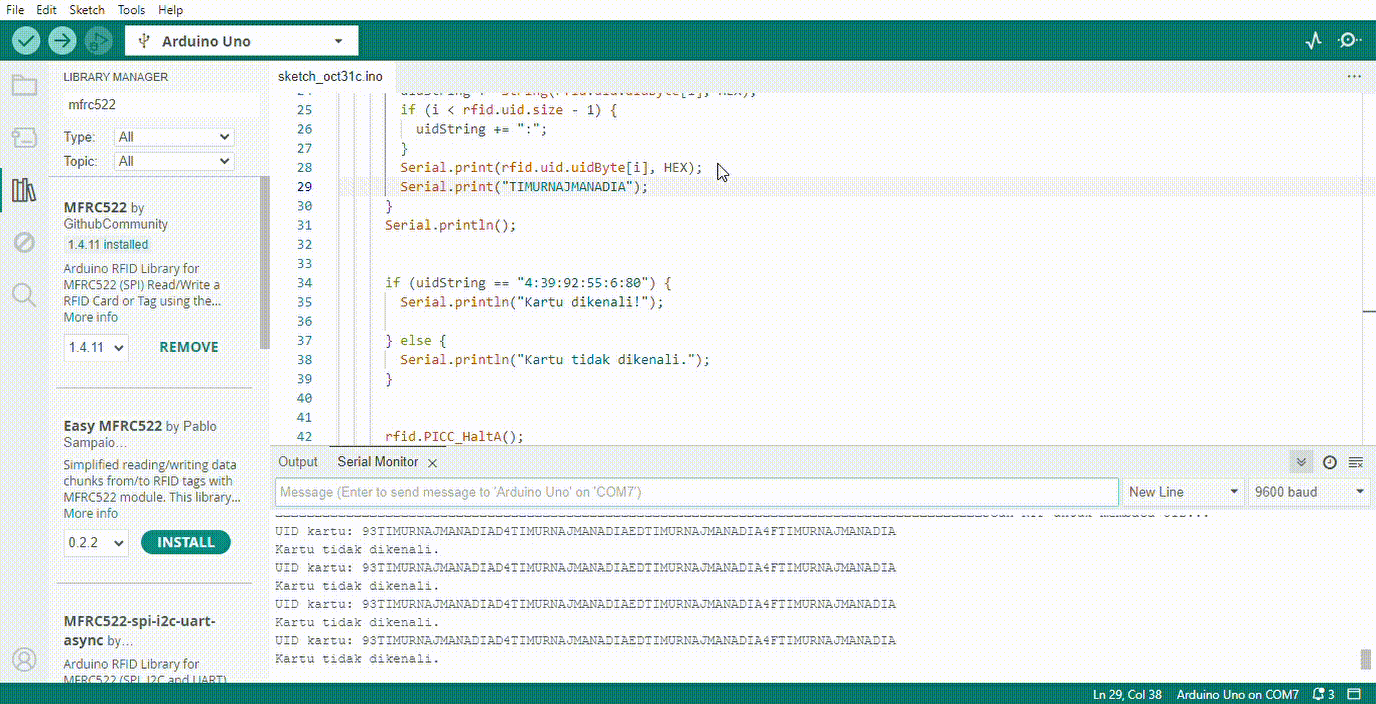 File Edit Sketch Tools Help
Arduino Uno
LIBRARY MANAGER
mfrc522
Type: All
Topic: All
MFRC522 by
GithubCommunity
1.4.11 installed
Arduino RFID Library for
MFRC522 (SPI) Read/Write a
RFID Card or Tag using the...
More info
1.4.11 REMOVE
Easy MFRC522 by Pablo
Sampaio...
Simplified reading/writing data
chunks from/to RFID tags with
MFRC522 module. This library...
More info
0.2.2 INSTALL
MFRC522-spi-i2c-uart-
async by...
Arduino RFID Library for
MFRC522 (SPI, I2C and UART)
sketch_oct31c.ino
25 if (i < rfid.uid.size - 1) {
26 uidString += ":";
27 }
28 Serial.print(rfid.uid.uidByte[i], HEX);
29 Serial.print("TIMURNAJMANADIA");
30 }
31 Serial.println();
32
33
34 if (uidString == "4:39:92:55:6:80") {
35 Serial.println("Kartu dikenali!");
36
37 } else {
38 Serial.println("Kartu tidak dikenali.");
39 }
40
41
42 rfid.PICC_HaltA();
Output Serial Monitor
Message (Enter to send message to 'Arduino Uno' on 'COM7')
New Line 9600 baud
UID kartu: 93TIMURNAJMANADIAD4TIMURNAJMANADIAEDTIMURNAJMANADIA4FTIMURNAJMANADIA
Kartu tidak dikenali.
UID kartu: 93TIMURNAJMANADIAD4TIMURNAJMANADIAEDTIMURNAJMANADIA4FTIMURNAJMANADIA
Kartu tidak dikenali.
UID kartu: 93TIMURNAJMANADIAD4TIMURNAJMANADIAEDTIMURNAJMANADIA4FTIMURNAJMANADIA
Kartu tidak dikenali.
UID kartu: 93TIMURNAJMANADIAD4TIMURNAJMANADIAEDTIMURNAJMANADIA4FTIMURNAJMANADIA
Kartu tidak dikenali.
Ln 29, Col 38 Arduino Uno on COM7 3